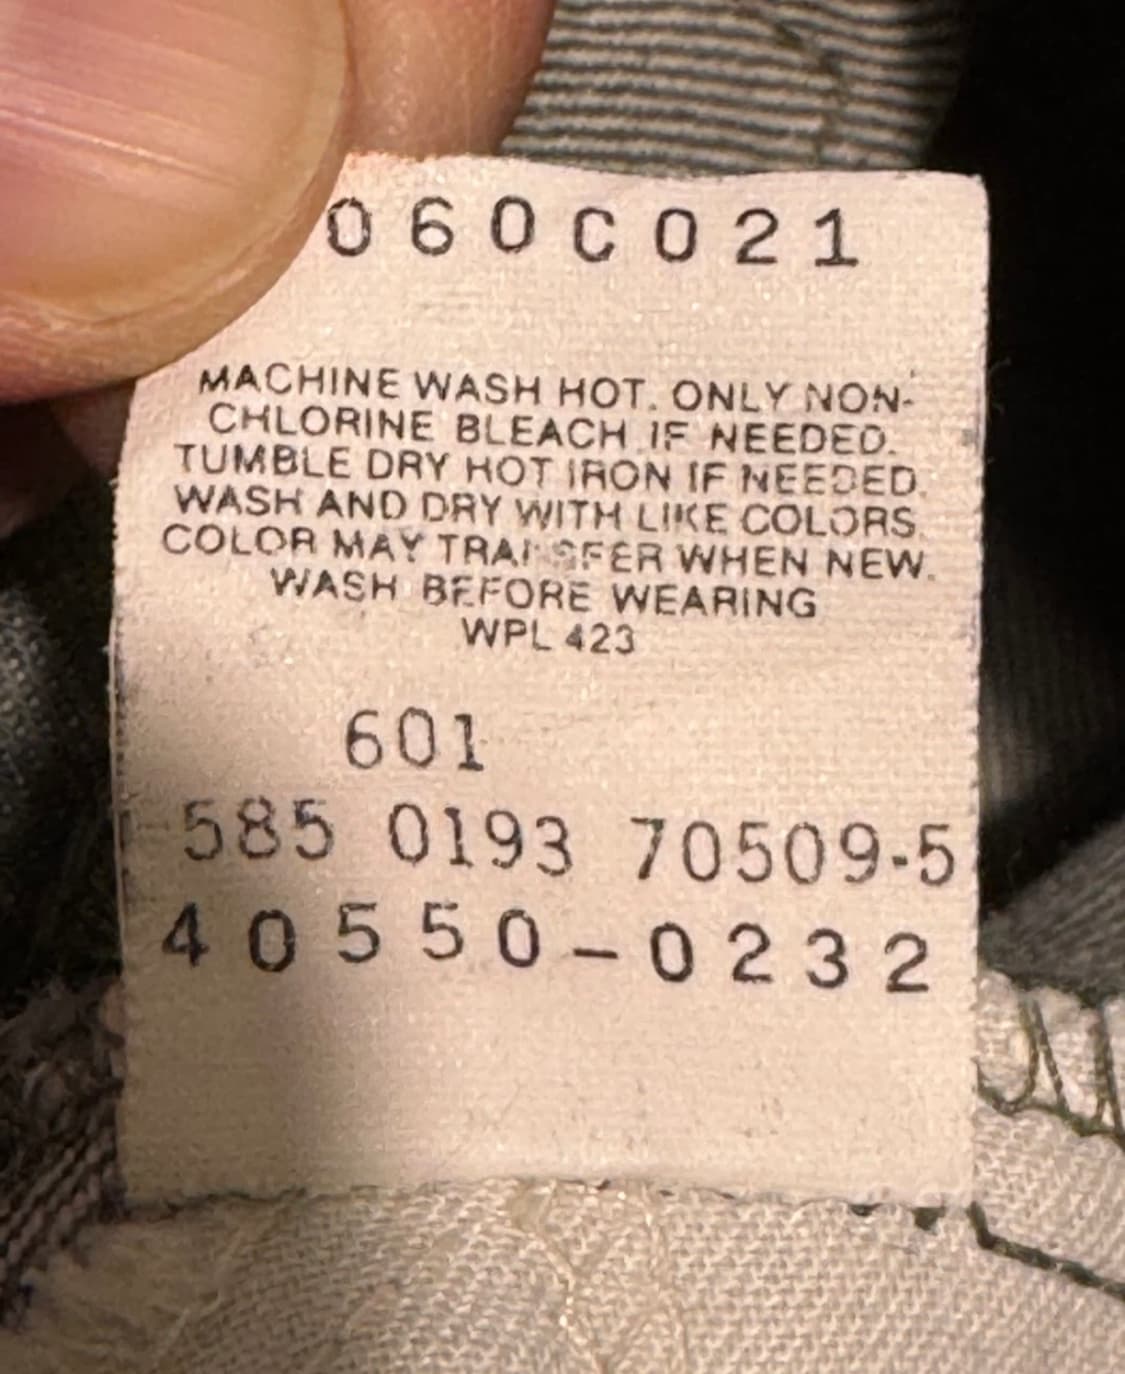 060C021
MACHINE WASH HOT. ONLY NON-
CHLORINE BLEACH IF NEEDED.
TUMBLE DRY HOT IRON IF NEEDED.
WASH AND DRY WITH LIKE COLORS.
COLOR MAY TRANSFER WHEN NEW.
WASH BEFORE WEARING
WPL 423
601
585 0193 70509-5
40550-0232